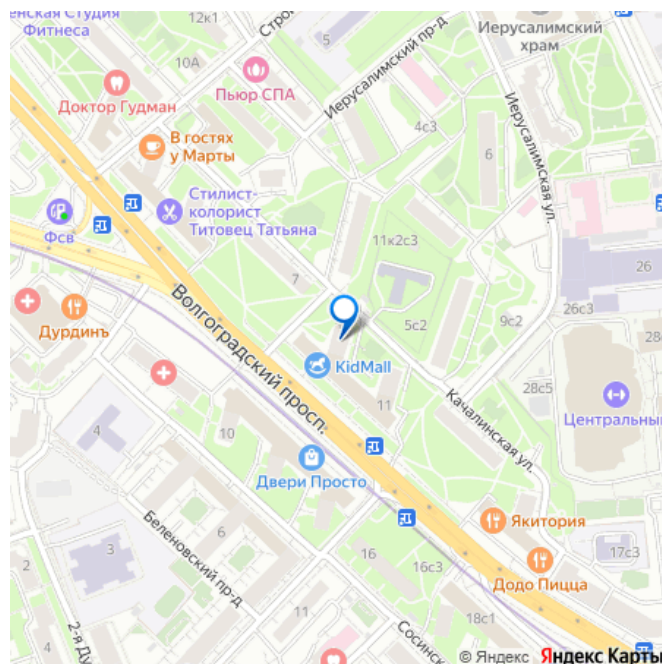 енская Студия
Фитнеса
12к1
Стро
5
Иерусалимский
храм
10А
Доктор Гудман
Пьюр СПА
Иерусалимский пр-д
Иерусалимская ул.
4с3
6
В гостях
у Марты
Стилист-
колорист
Титовец Татьяна
Фсв
11к2с3
26
7
26с3
5с2
9с2
28
Дурдинъ
Волгоградский просп.
KidMall
Качалинская ул.
28с5
11
Центральный
4
10
Двери Просто
Беленовский пр-д
6
3
Якитория
16
17с3
2
16с3
Додо Пицца
11
18с1
4
2-я Ду
Сосинск
© Яндекс Яндекс Карты